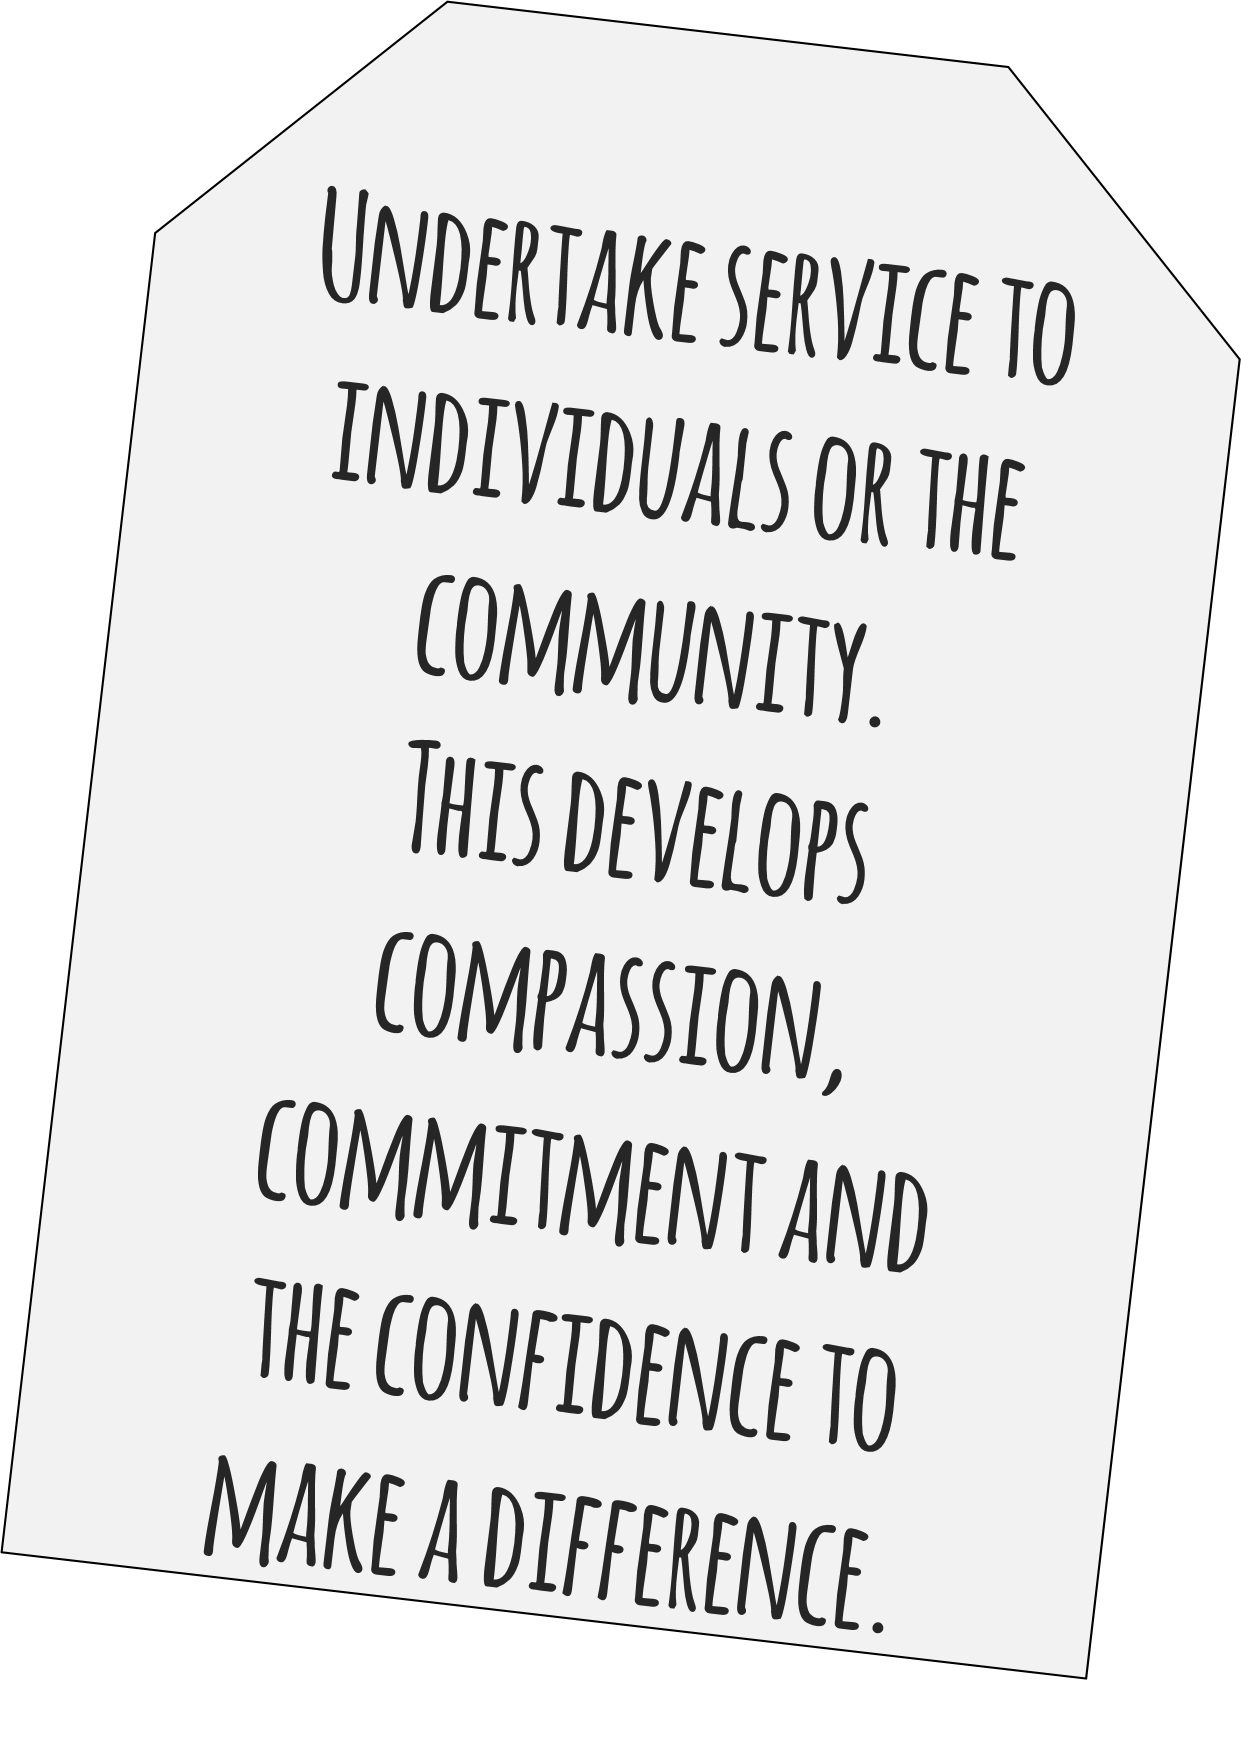 Undertake service to
individuals or the
community.
This develops
compassion,
commitment and
the confidence to
make a difference.